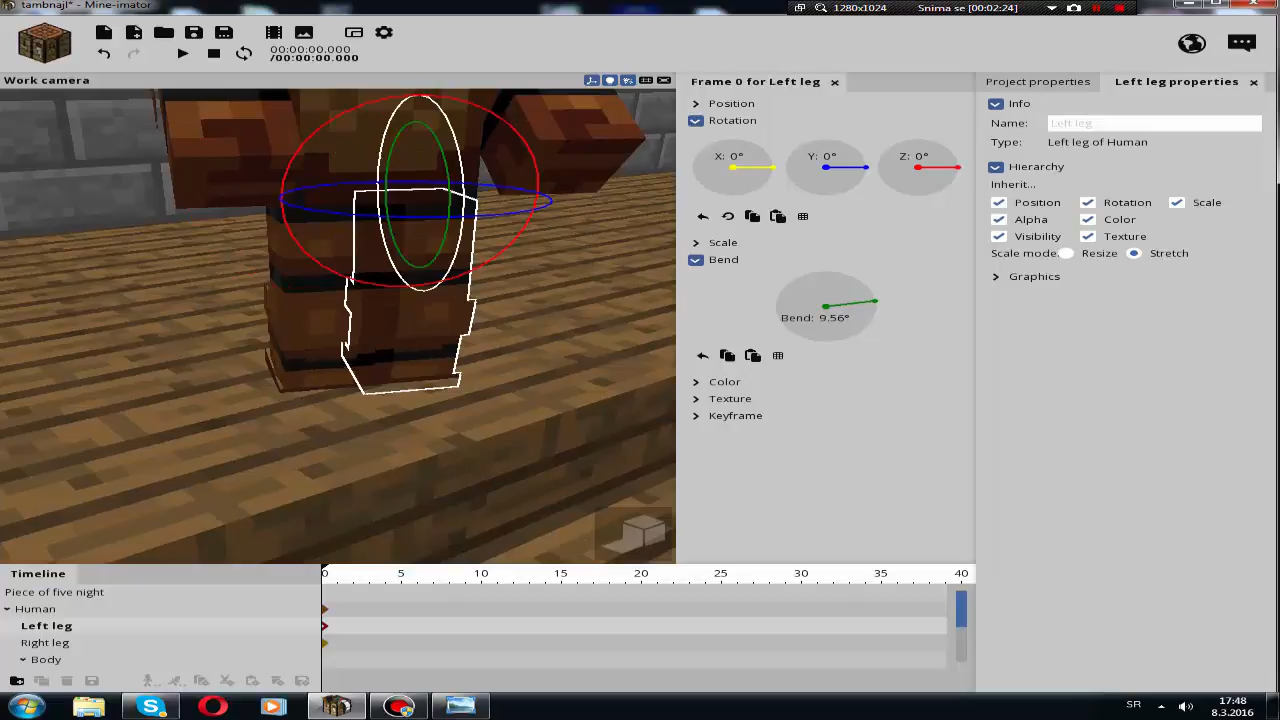 tambnajl* - Mine-imator
1280x1024
Snima se [00:02:24]
00:00:00.000
/00:00:00.000
Work camera
Frame 0 for Left leg
Project properties
Left leg properties
Position
Rotation
X: 0°
Y: 0°
Z: 0°
Scale
Bend
Bend: 9.56°
Color
Texture
Keyframe
Info
Name:
Left leg
Type:
Left leg of Human
Hierarchy
Inherit...
Position
Rotation
Scale
Alpha
Color
Visibility
Texture
Scale mode:
Resize
Stretch
Graphics
Timeline
0
5
10
15
20
25
30
35
40
Piece of five night
Human
Left leg
Right leg
Body
SR
17:48
8.3.2016